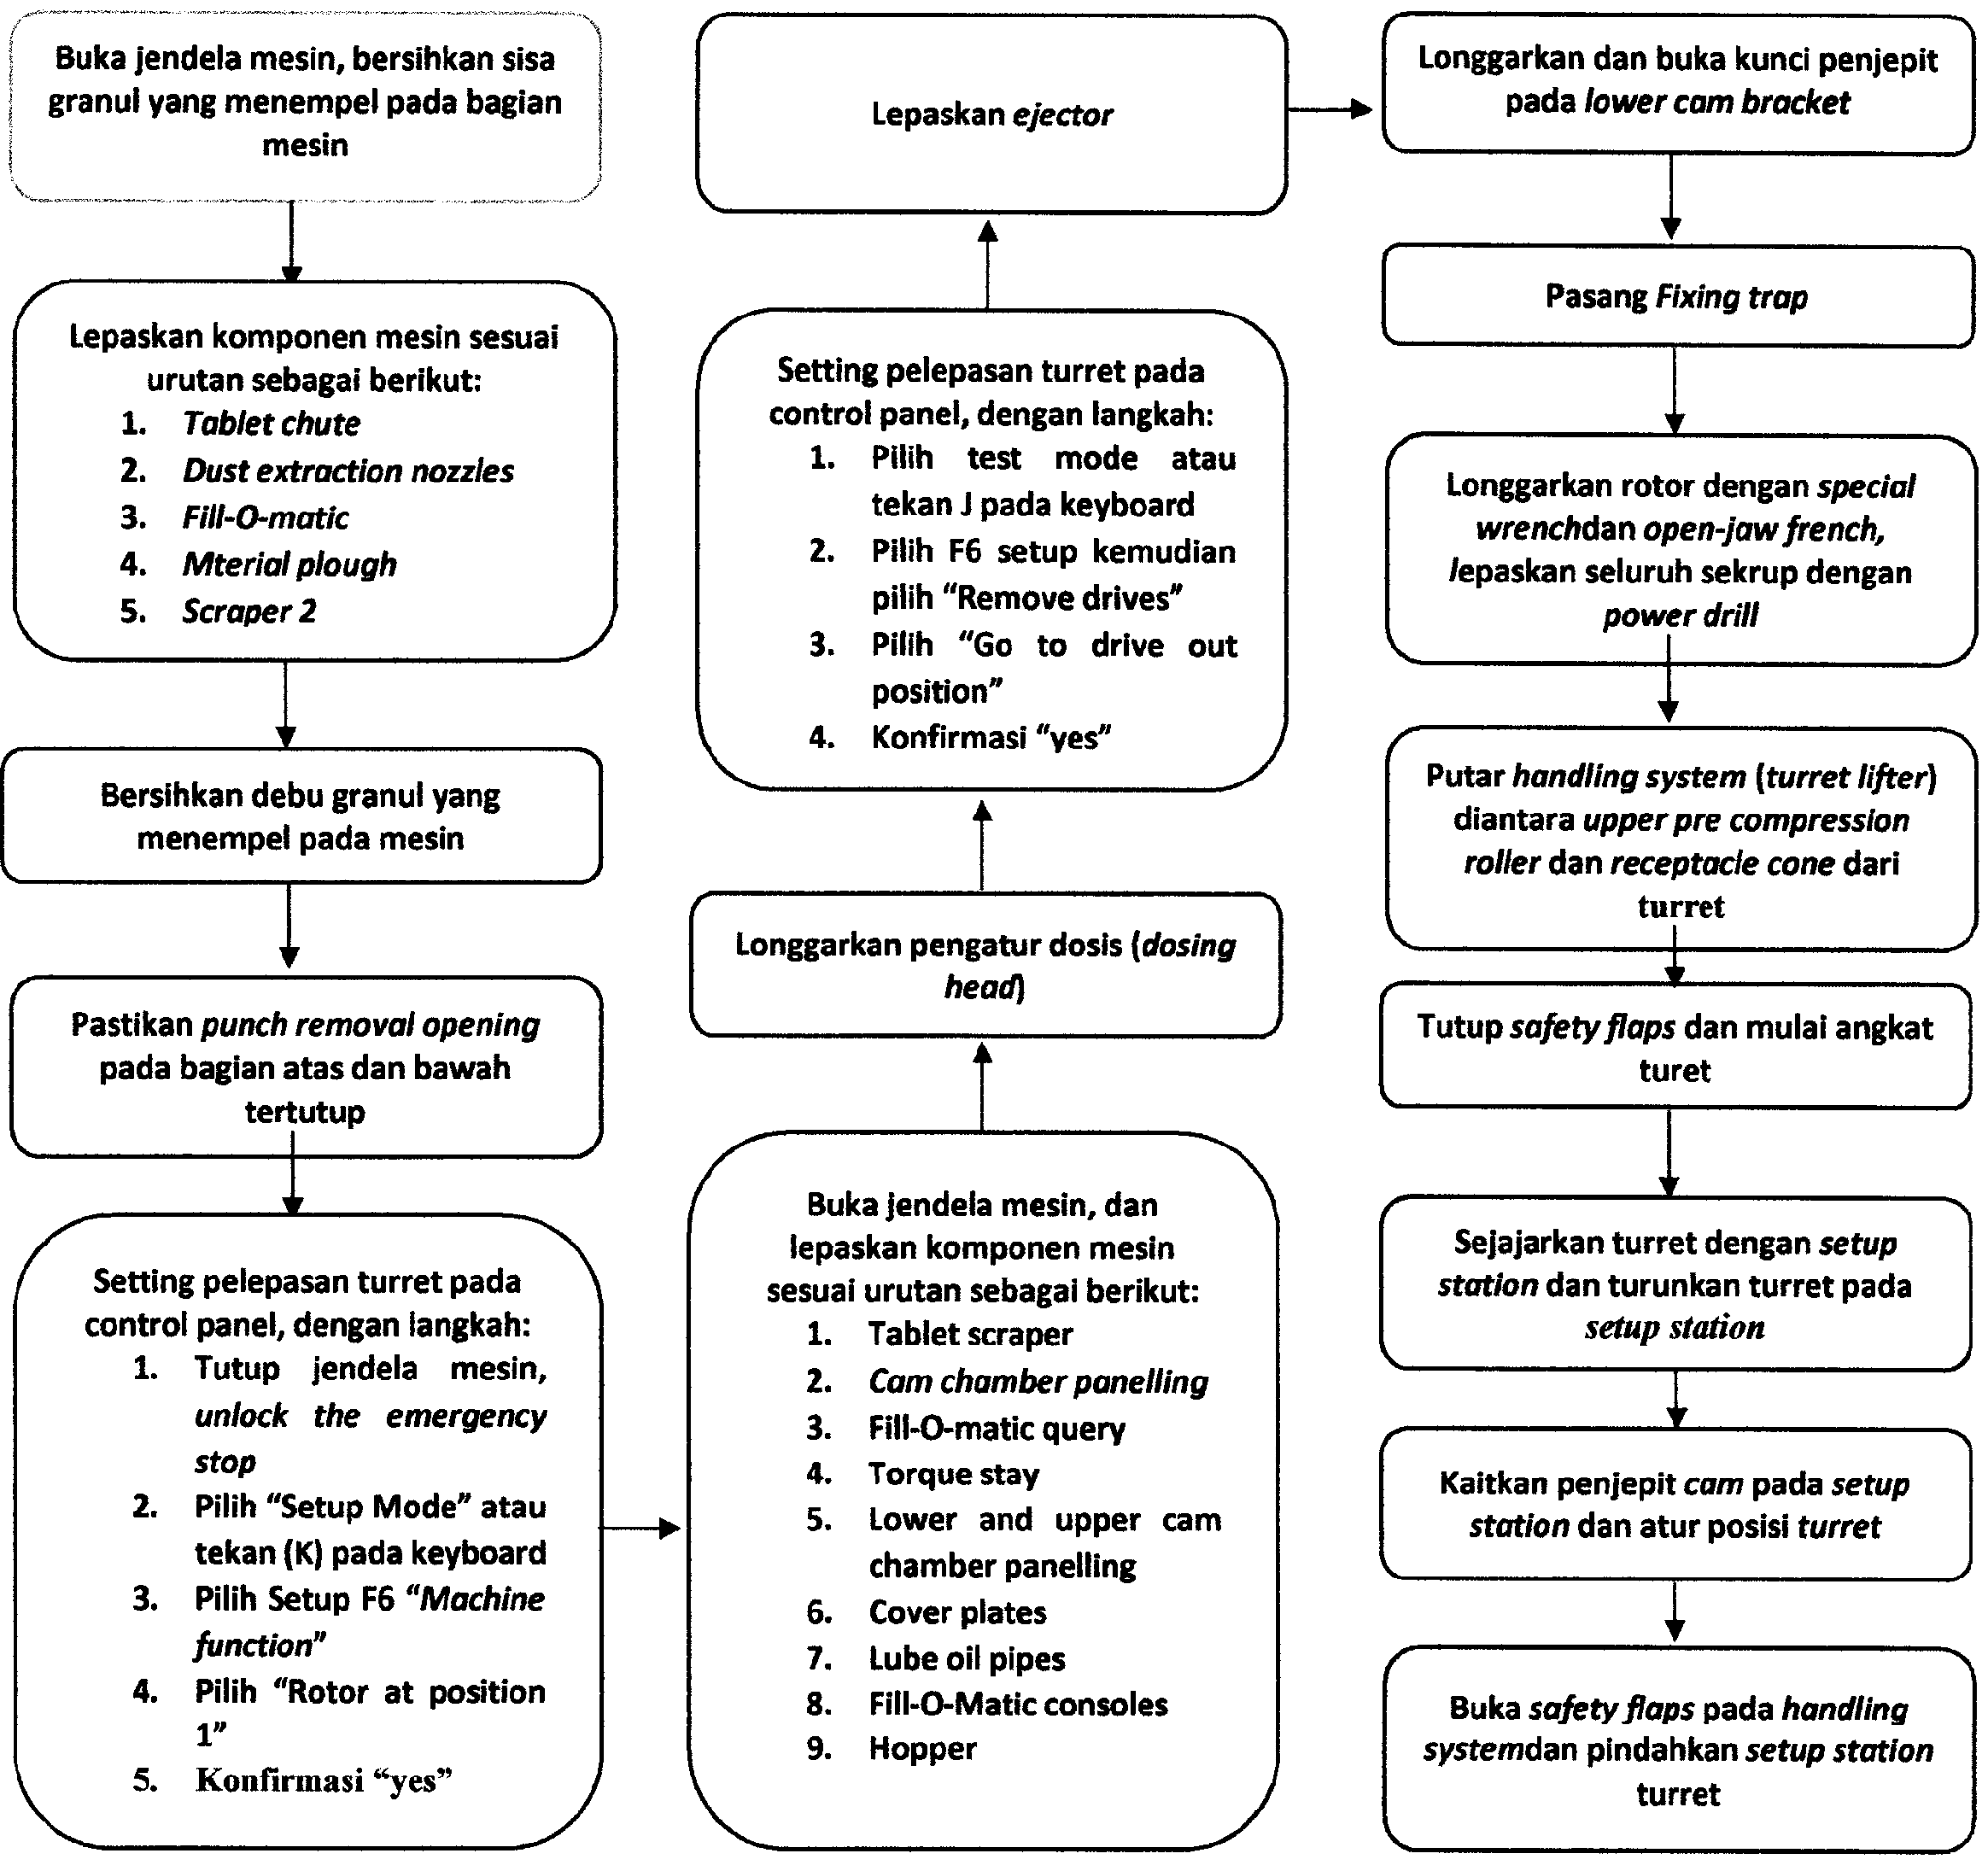 Buka jendela mesin, bersihkan sisa
granul yang menempel pada bagian
mesin
Lepaskan komponen mesin sesuai
urutan sebagai berikut:
1. Tablet chute
2. Dust extraction nozzles
3. Fill-O-matic
4. Mterial plough
5. Scraper 2
Bersihkan debu granul yang
menempel pada mesin
Pastikan punch removal opening
pada bagian atas dan bawah
tertutup
Setting pelepasan turret pada
control panel, dengan langkah:
1. Tutup jendela mesin,
unlock the emergency
stop
2. Pilih “Setup Mode” atau
tekan (K) pada keyboard
3. Pilih Setup F6 “Machine
function”
4. Pilih “Rotor at position
1”
5. Konfirmasi “yes”
Buka jendela mesin, dan
lepaskan komponen mesin
sesuai urutan sebagai berikut:
1. Tablet scraper
2. Cam chamber panelling
3. Fill-O-matic query
4. Torque stay
5. Lower and upper cam
chamber panelling
6. Cover plates
7. Lube oil pipes
8. Fill-O-Matic consoles
9. Hopper
Longgarkan pengatur dosis (dosing
head)
Setting pelepasan turret pada
control panel, dengan langkah:
1. Pilih test mode atau
tekan J pada keyboard
2. Pilih F6 setup kemudian
pilih “Remove drives”
3. Pilih “Go to drive out
position”
4. Konfirmasi “yes”
Lepaskan ejector
Longgarkan dan buka kunci penjepit
pada lower cam bracket
Pasang Fixing trap
Longgarkan rotor dengan special
wrenchdan open-jaw french,
lepaskan seluruh sekrup dengan
power drill
Putar handling system (turret lifter)
diantara upper pre compression
roller dan receptacle cone dari
turret
Tutup safety flaps dan mulai angkat
turet
Sejajarkan turret dengan setup
station dan turunkan turret pada
setup station
Kaitkan penjepit cam pada setup
station dan atur posisi turret
Buka safety flaps pada handling
systemdan pindahkan setup station
turret